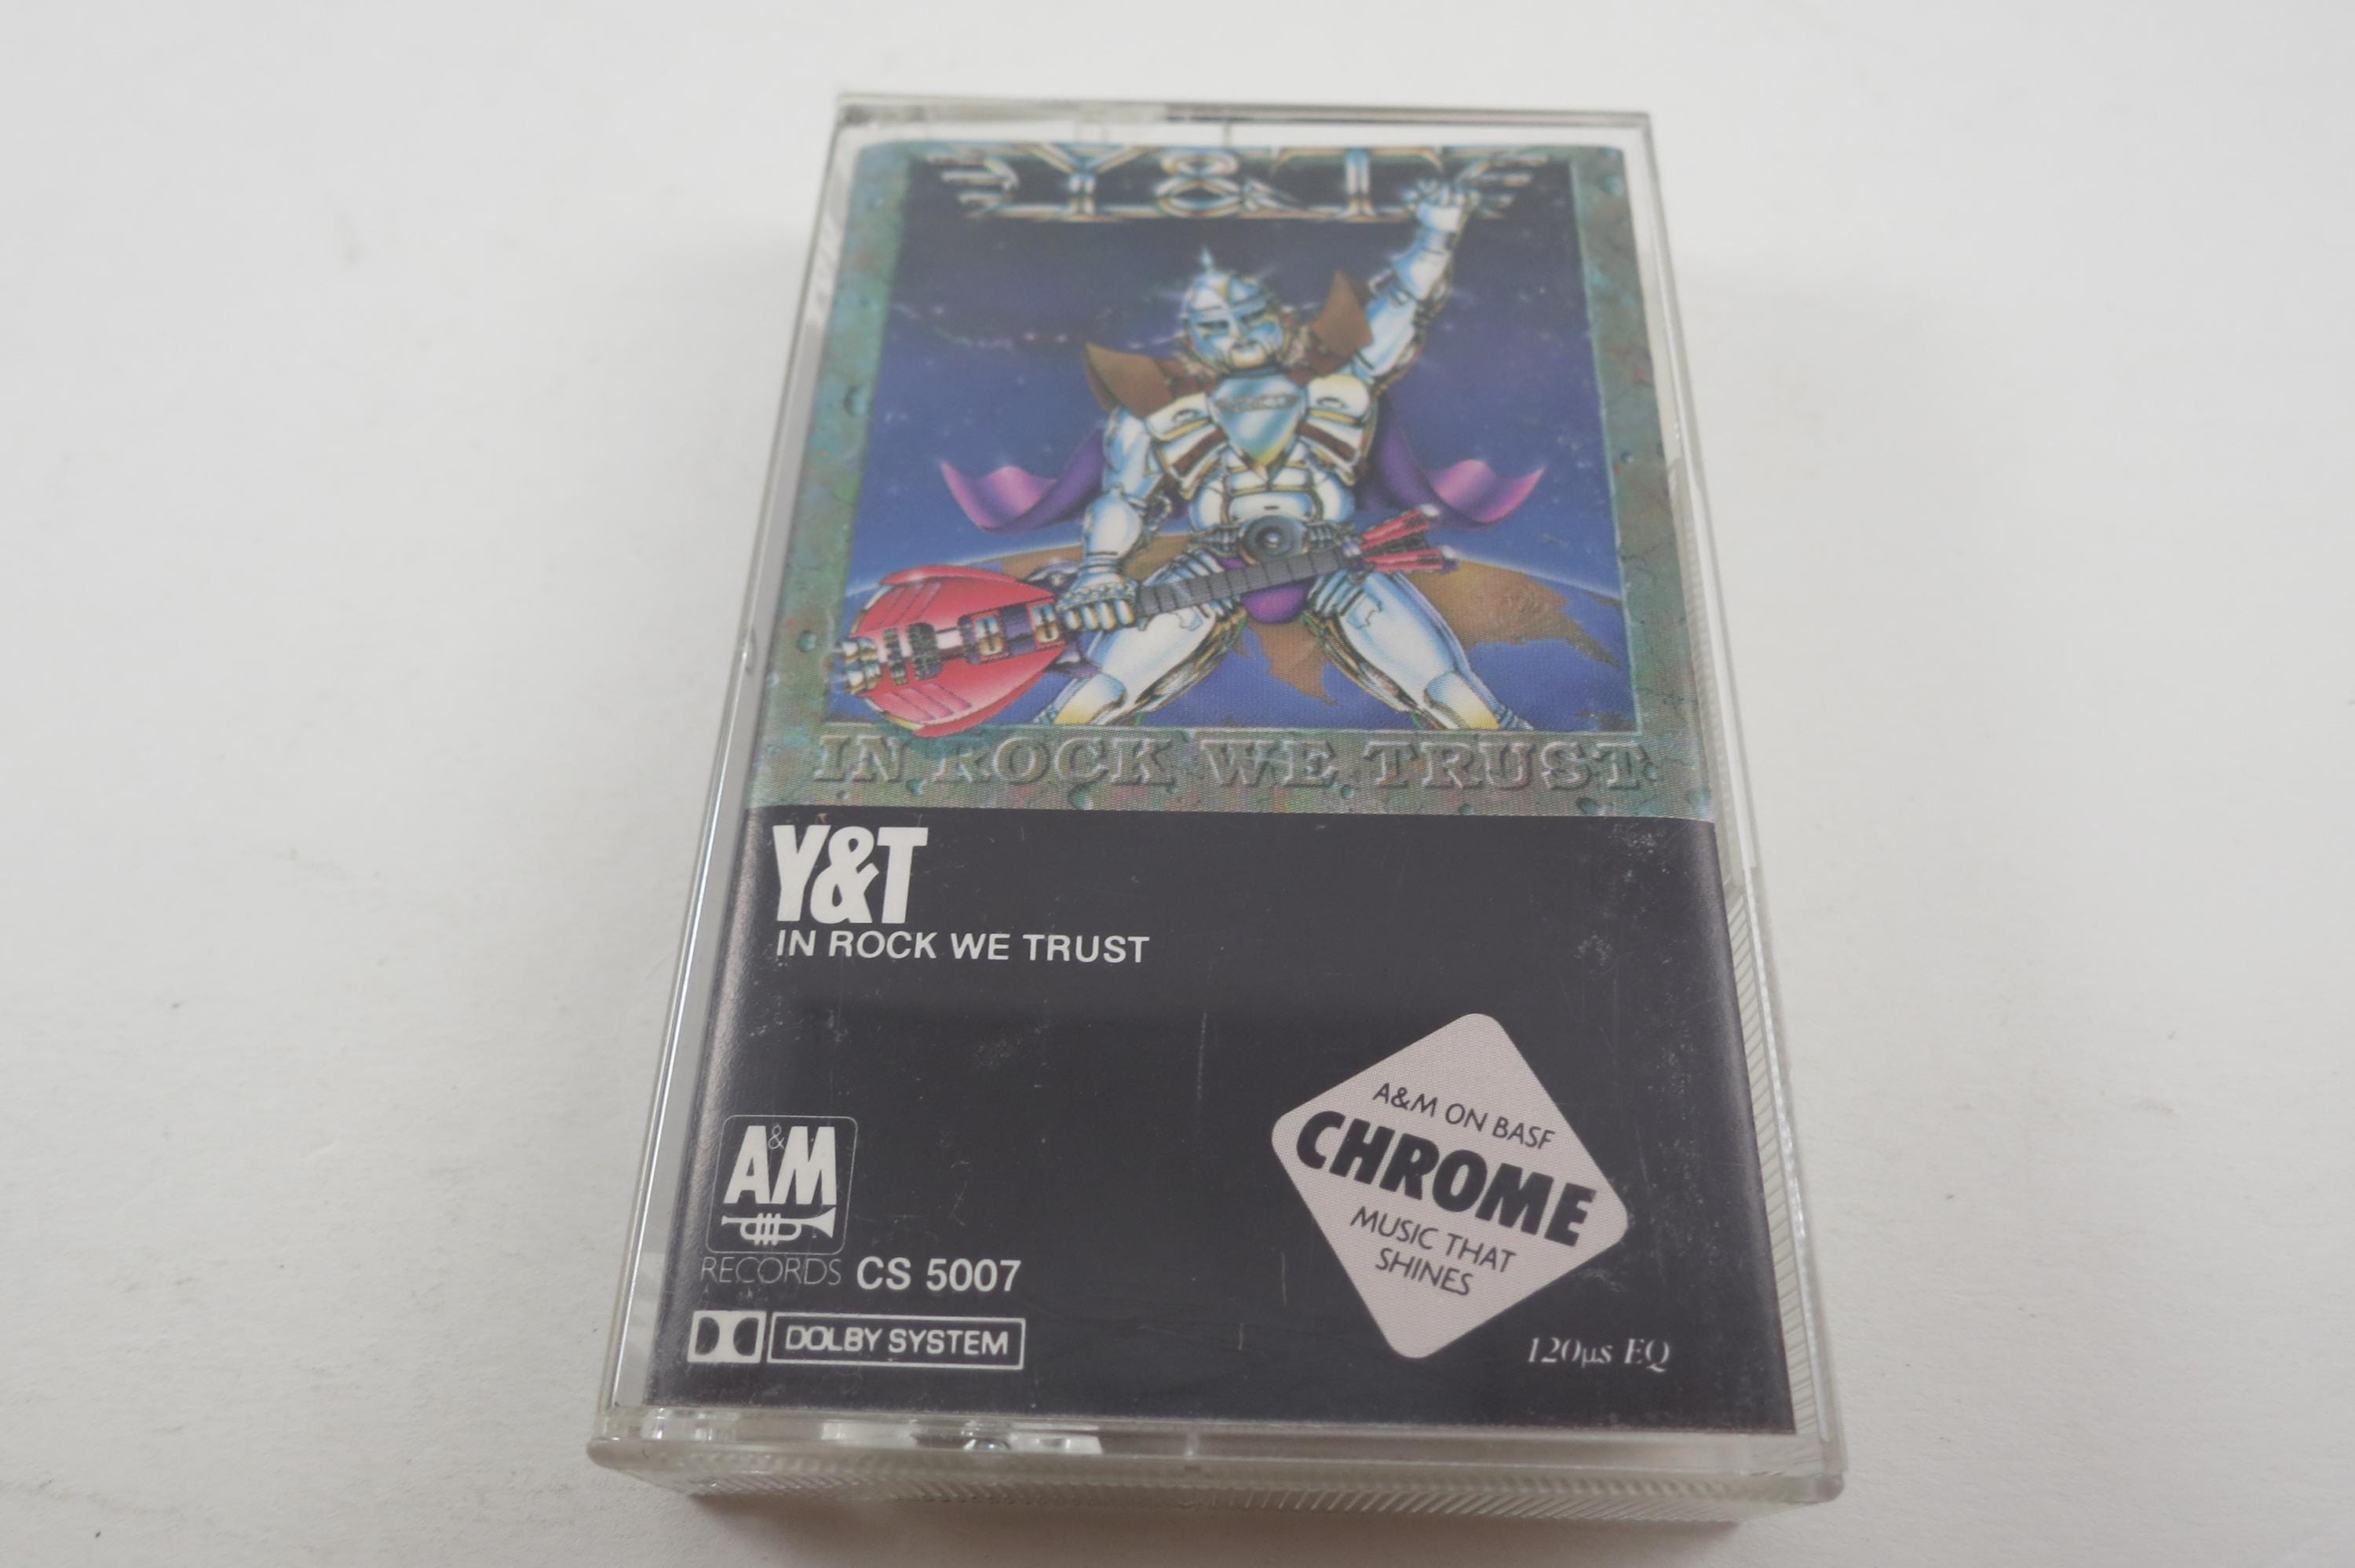 Y&T
IN ROCK WE TRUST
Y&T
IN ROCK WE TRUST
A&M ON BASF
CHROME
MUSIC THAT
SHINES
A&M
RECORDS CS 5007
DOLBY SYSTEM
120µs EQ